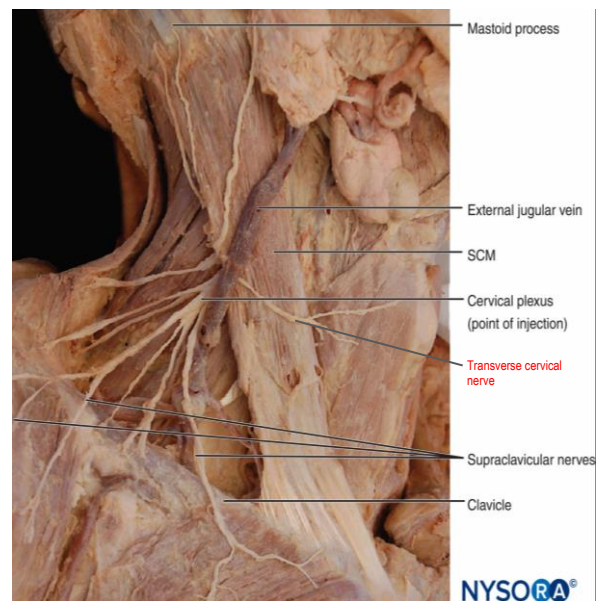 Mastoid process
External jugular vein
SCM
Cervical plexus
(point of injection)
Transverse cervical
nerve
Supraclavicular nerves
Clavicle
NYSORA©